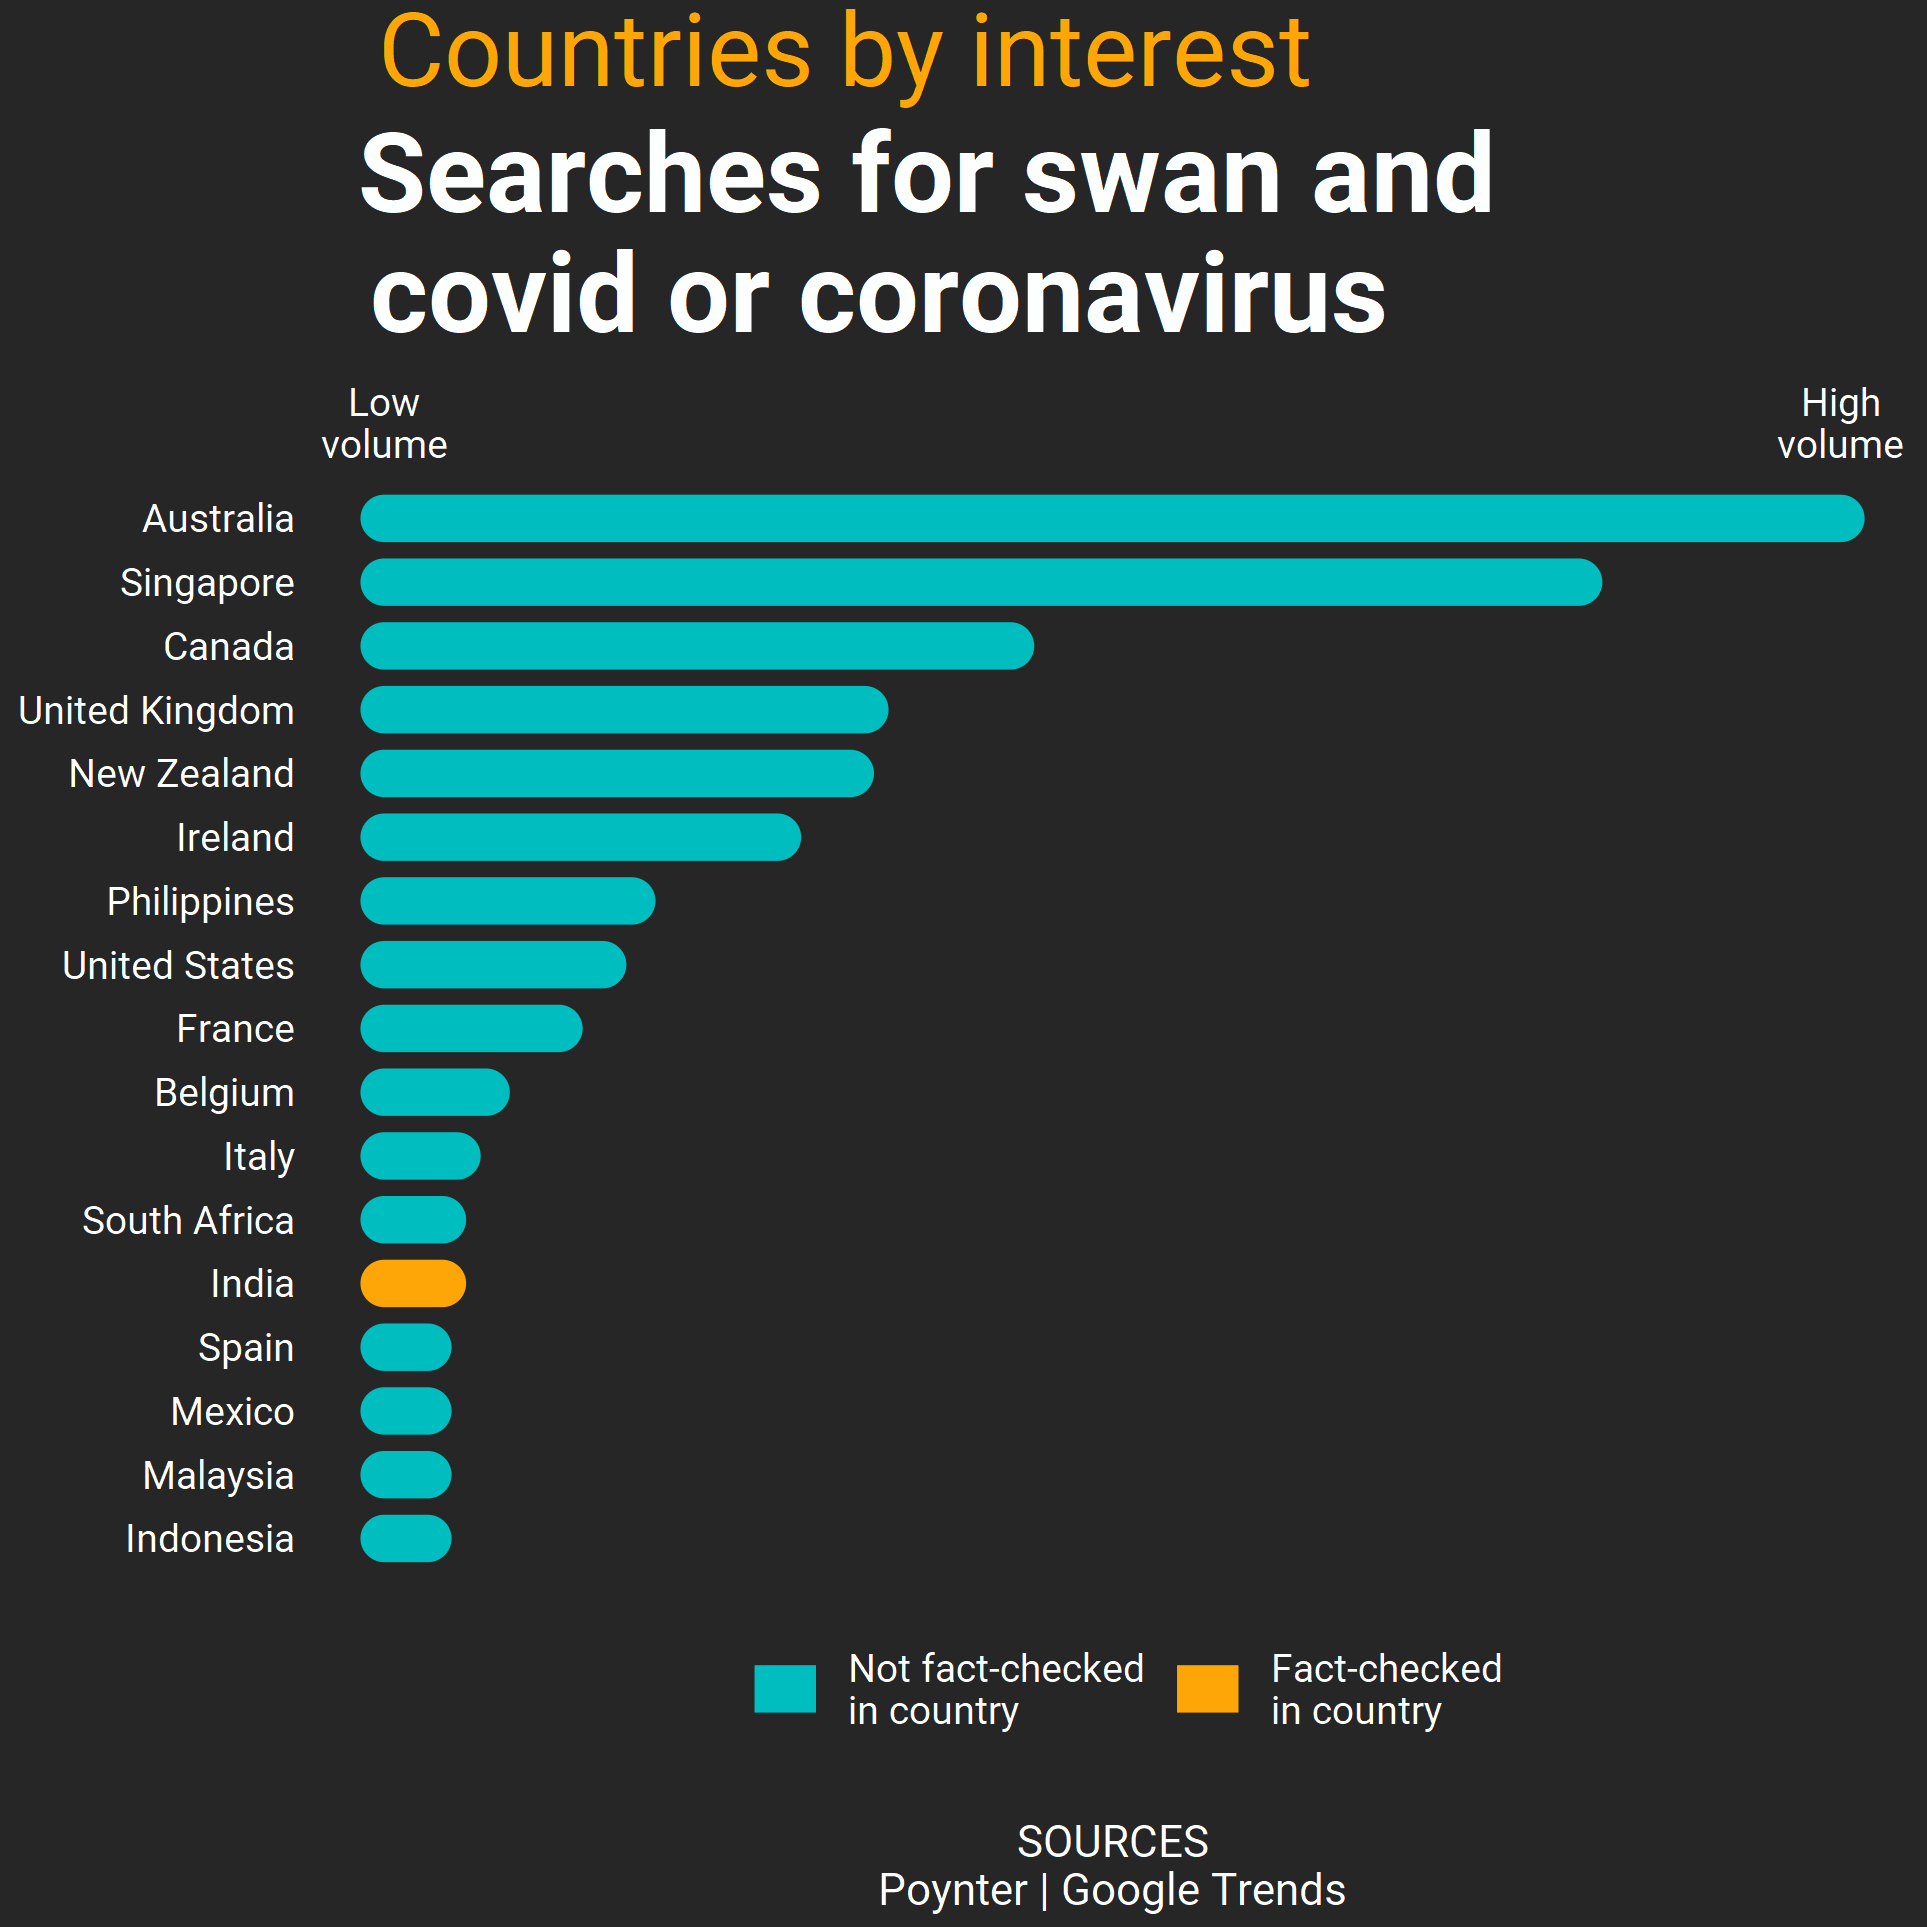 Countries by interest
Searches for swan and
covid or coronavirus
Low
volume
High
volume
Australia
Singapore
Canada
United Kingdom
New Zealand
Ireland
Philippines
United States
France
Belgium
Italy
South Africa
India
Spain
Mexico
Malaysia
Indonesia
Not fact-checked
in country
Fact-checked
in country
SOURCES
Poynter | Google Trends